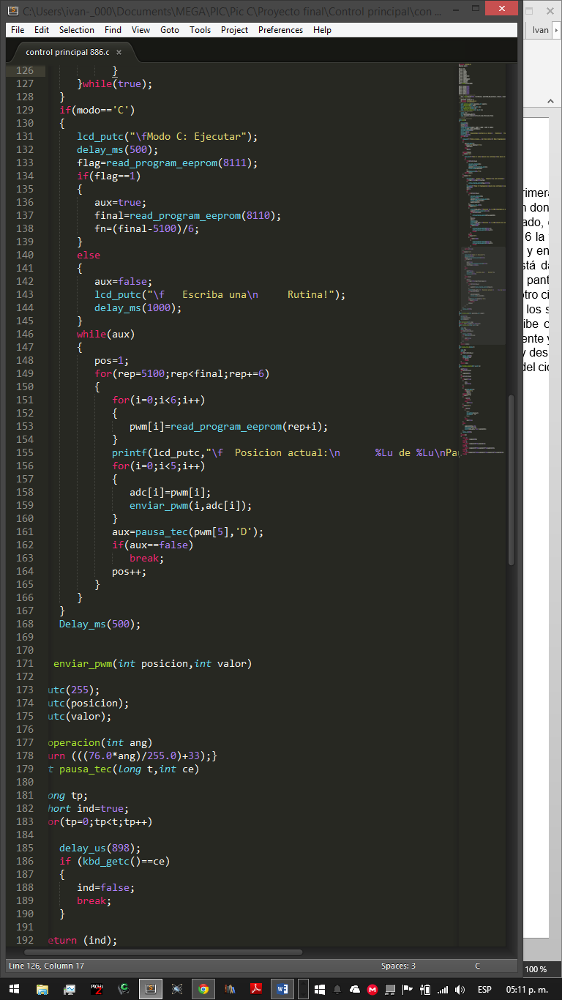 C:\Users\ivan-_000\Documents\MEGA\PIC\Pic C\Proyecto final\Control principal\con ...
File Edit Selection Find View Goto Tools Project Preferences Help
Ivan
control principal 886.c
126 }
127 }while(true);
128 }
129 if(modo=='C')
130 {
131 lcd_putc("\fModo C: Ejecutar");
132 delay_ms(500);
133 flag=read_program_eeprom(8111);
134 if(flag==1)
135 {
136 aux=true;
137 final=read_program_eeprom(8110);
138 fn=(final-5100)/6;
139 }
140 else
141 {
142 aux=false;
143 lcd_putc("\f   Escriba una\n     Rutina!");
144 delay_ms(1000);
145 }
146 while(aux)
147 {
148 pos=1;
149 for(rep=5100;rep<final;rep+=6)
150 {
151 for(i=0;i<6;i++)
152 {
153 pwm[i]=read_program_eeprom(rep+i);
154 }
155 printf(lcd_putc,"\f  Posicion actual:\n      %Lu de %Lu\nPa
156 for(i=0;i<5;i++)
157 {
158 adc[i]=pwm[i];
159 enviar_pwm(i,adc[i]);
160 }
161 aux=pausa_tec(pwm[5],'D');
162 if(aux==false)
163 break;
164 pos++;
165 }
166 }
167 }
168 Delay_ms(500);
169
170
171 enviar_pwm(int posicion,int valor)
172
173 utc(255);
174 utc(posicion);
175 utc(valor);
176
177 operacion(int ang)
178 urn (((76.0*ang)/255.0)+33);}
179 t pausa_tec(long t,int ce)
180
181 ong tp;
182 hort ind=true;
183 or(tp=0;tp<t;tp++)
184
185 delay_us(898);
186 if (kbd_getc()==ce)
187 {
188 ind=false;
189 break;
190 }
191
192 eturn (ind);
rimera
n don
ado,
6 la
y en
stá da
pant
otro ci
los s
ibe c
ente y
y des
del cic
Line 126, Column 17 Spaces: 3 C
100 %
ESP 05:11 p. m.